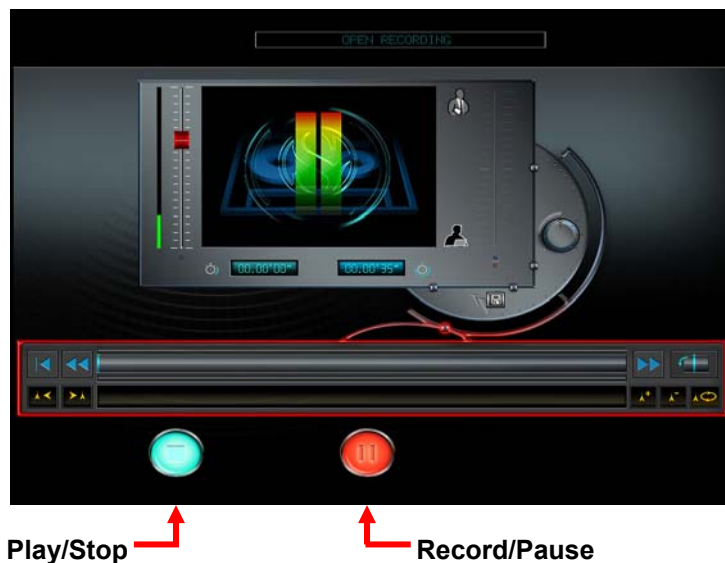 OPEN RECORDING
00.00'00"
00.00'35"
Play/Stop
Record/Pause